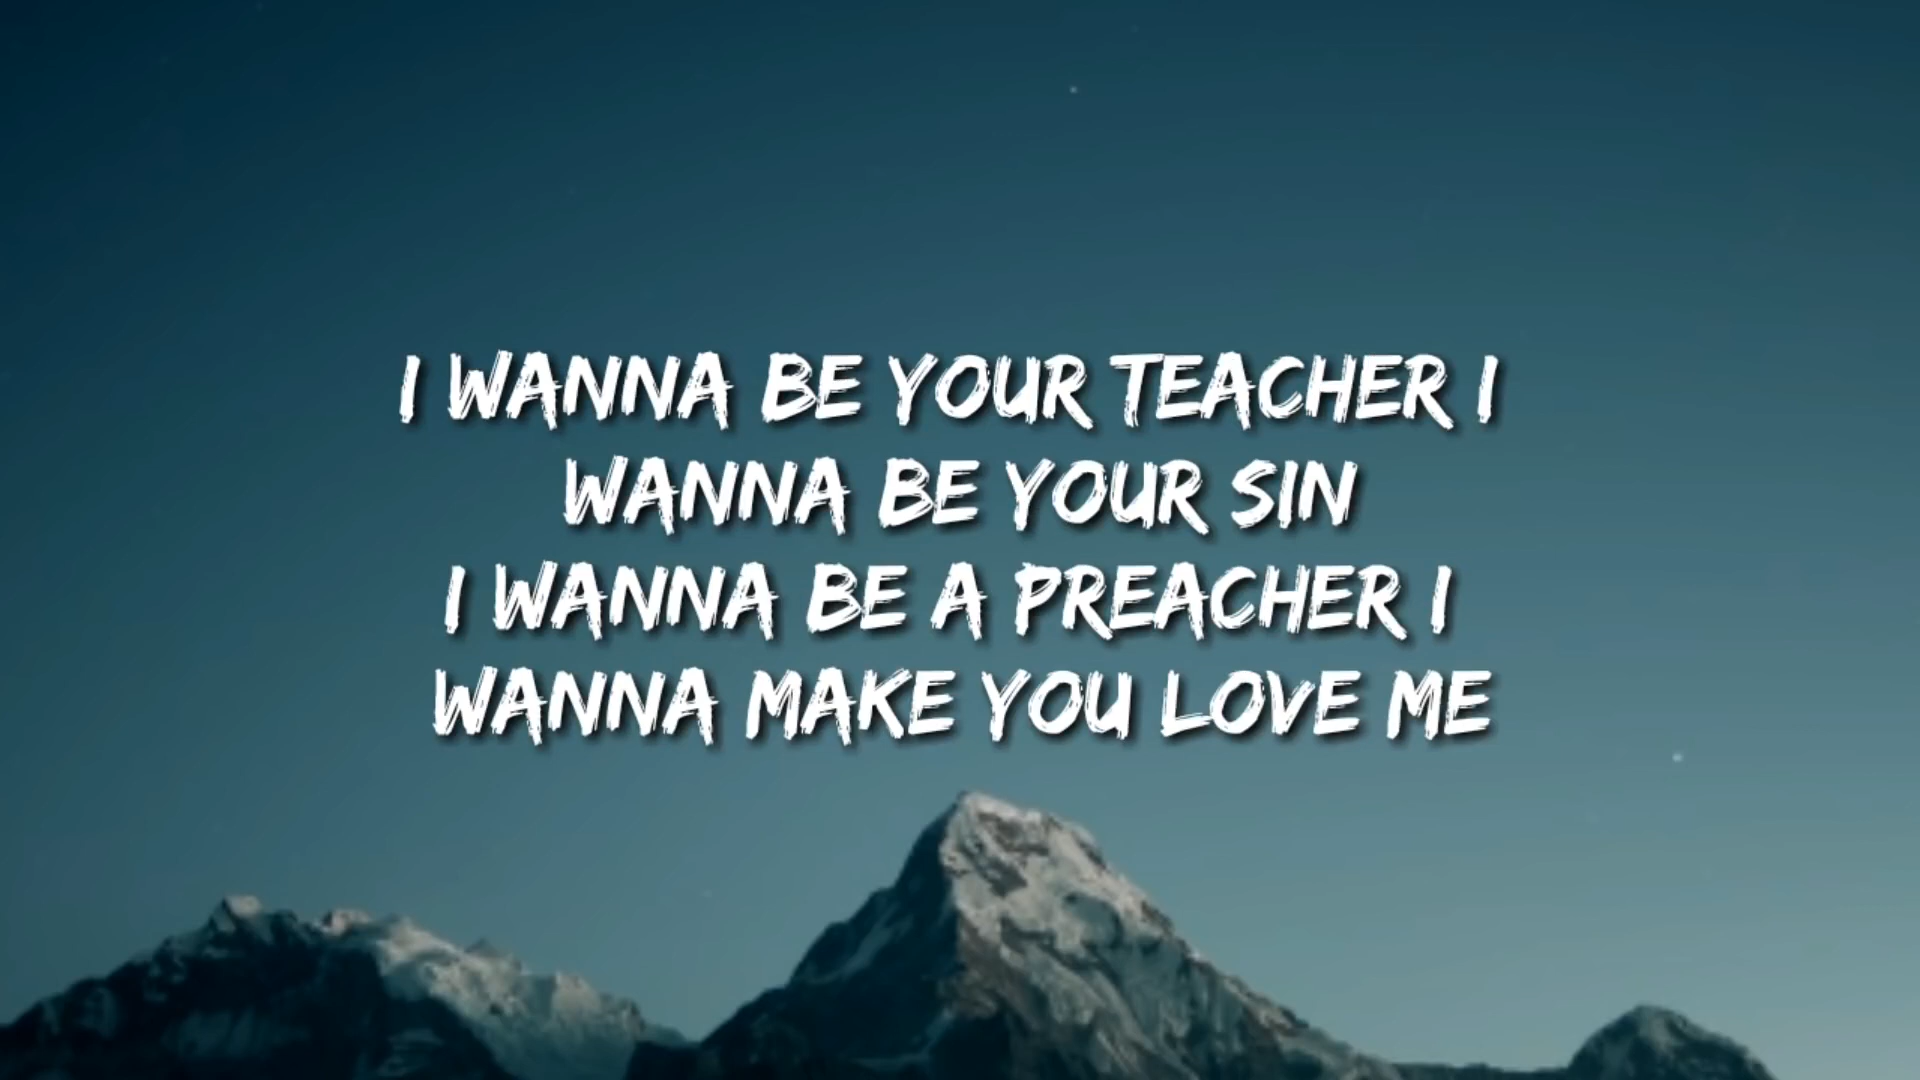 I WANNA BE YOUR TEACHER I
WANNA BE YOUR SIN
I WANNA BE A PREACHER I
WANNA MAKE YOU LOVE ME